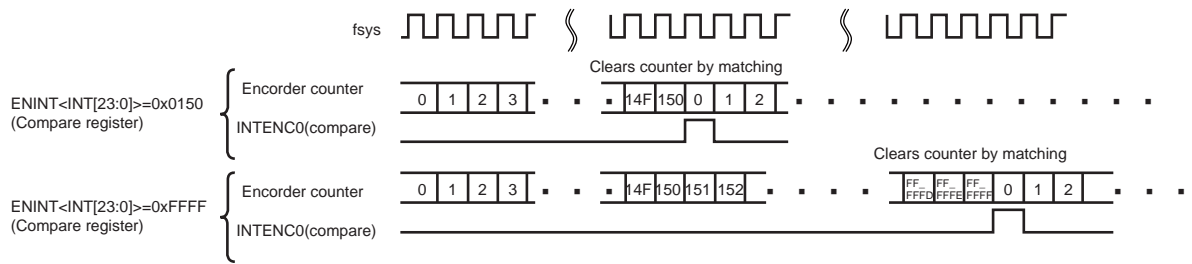 fsys
Clears counter by matching
ENINT<INT[23:0]>=0x0150
(Compare register)
Encorder counter
0 1 2 3 14F 150 0 1 2
INTENC0(compare)
Clears counter by matching
ENINT<INT[23:0]>=0xFFFF
(Compare register)
Encorder counter
0 1 2 3 14F 150 151 152 FF_FFFD FF_FFFE FF_FFFF 0 1 2
INTENC0(compare)